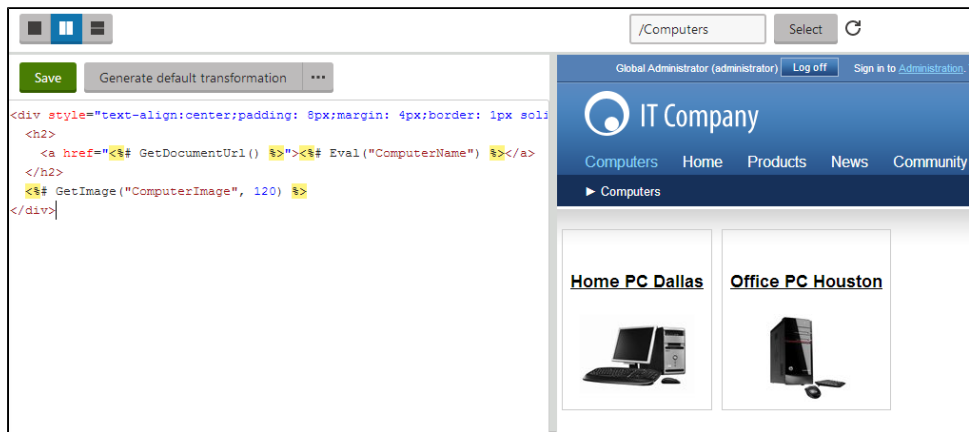 /Computers Select
Save Generate default transformation ...
Global Administrator (administrator) Log off Sign in to Administration.
<div style="text-align:center;padding: 8px;margin: 4px;border: 1px soli
<h2>
<a href="<%# GetDocumentUrl() %>"><%# Eval("ComputerName") %></a>
</h2>
<%# GetImage("ComputerImage", 120) %>
</div>
IT Company
Computers Home Products News Community
► Computers
Home PC Dallas Office PC Houston